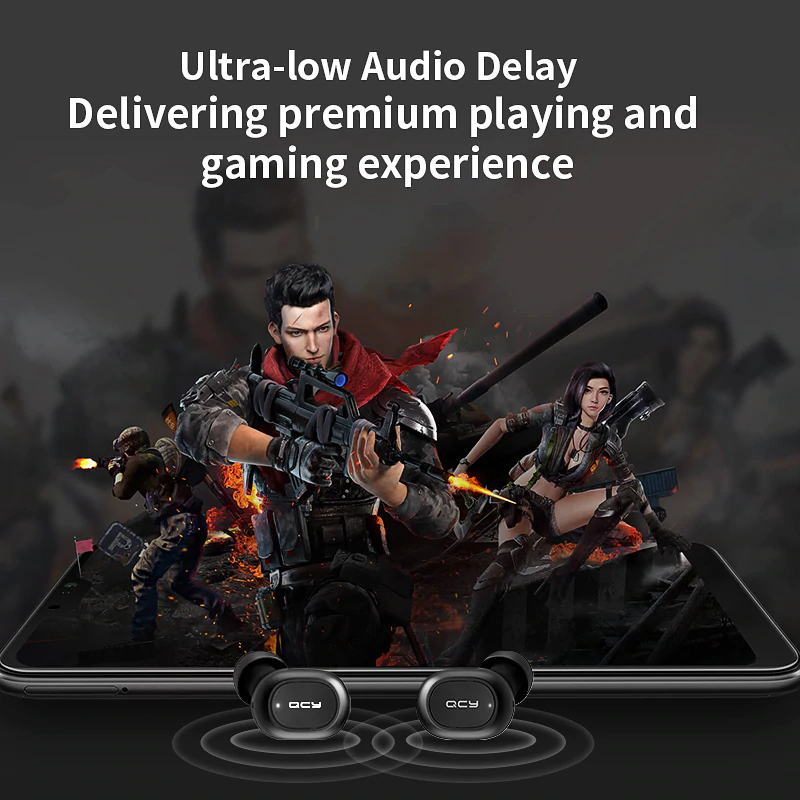 Ultra-low Audio Delay
Delivering premium playing and
gaming experience
QCY QCY